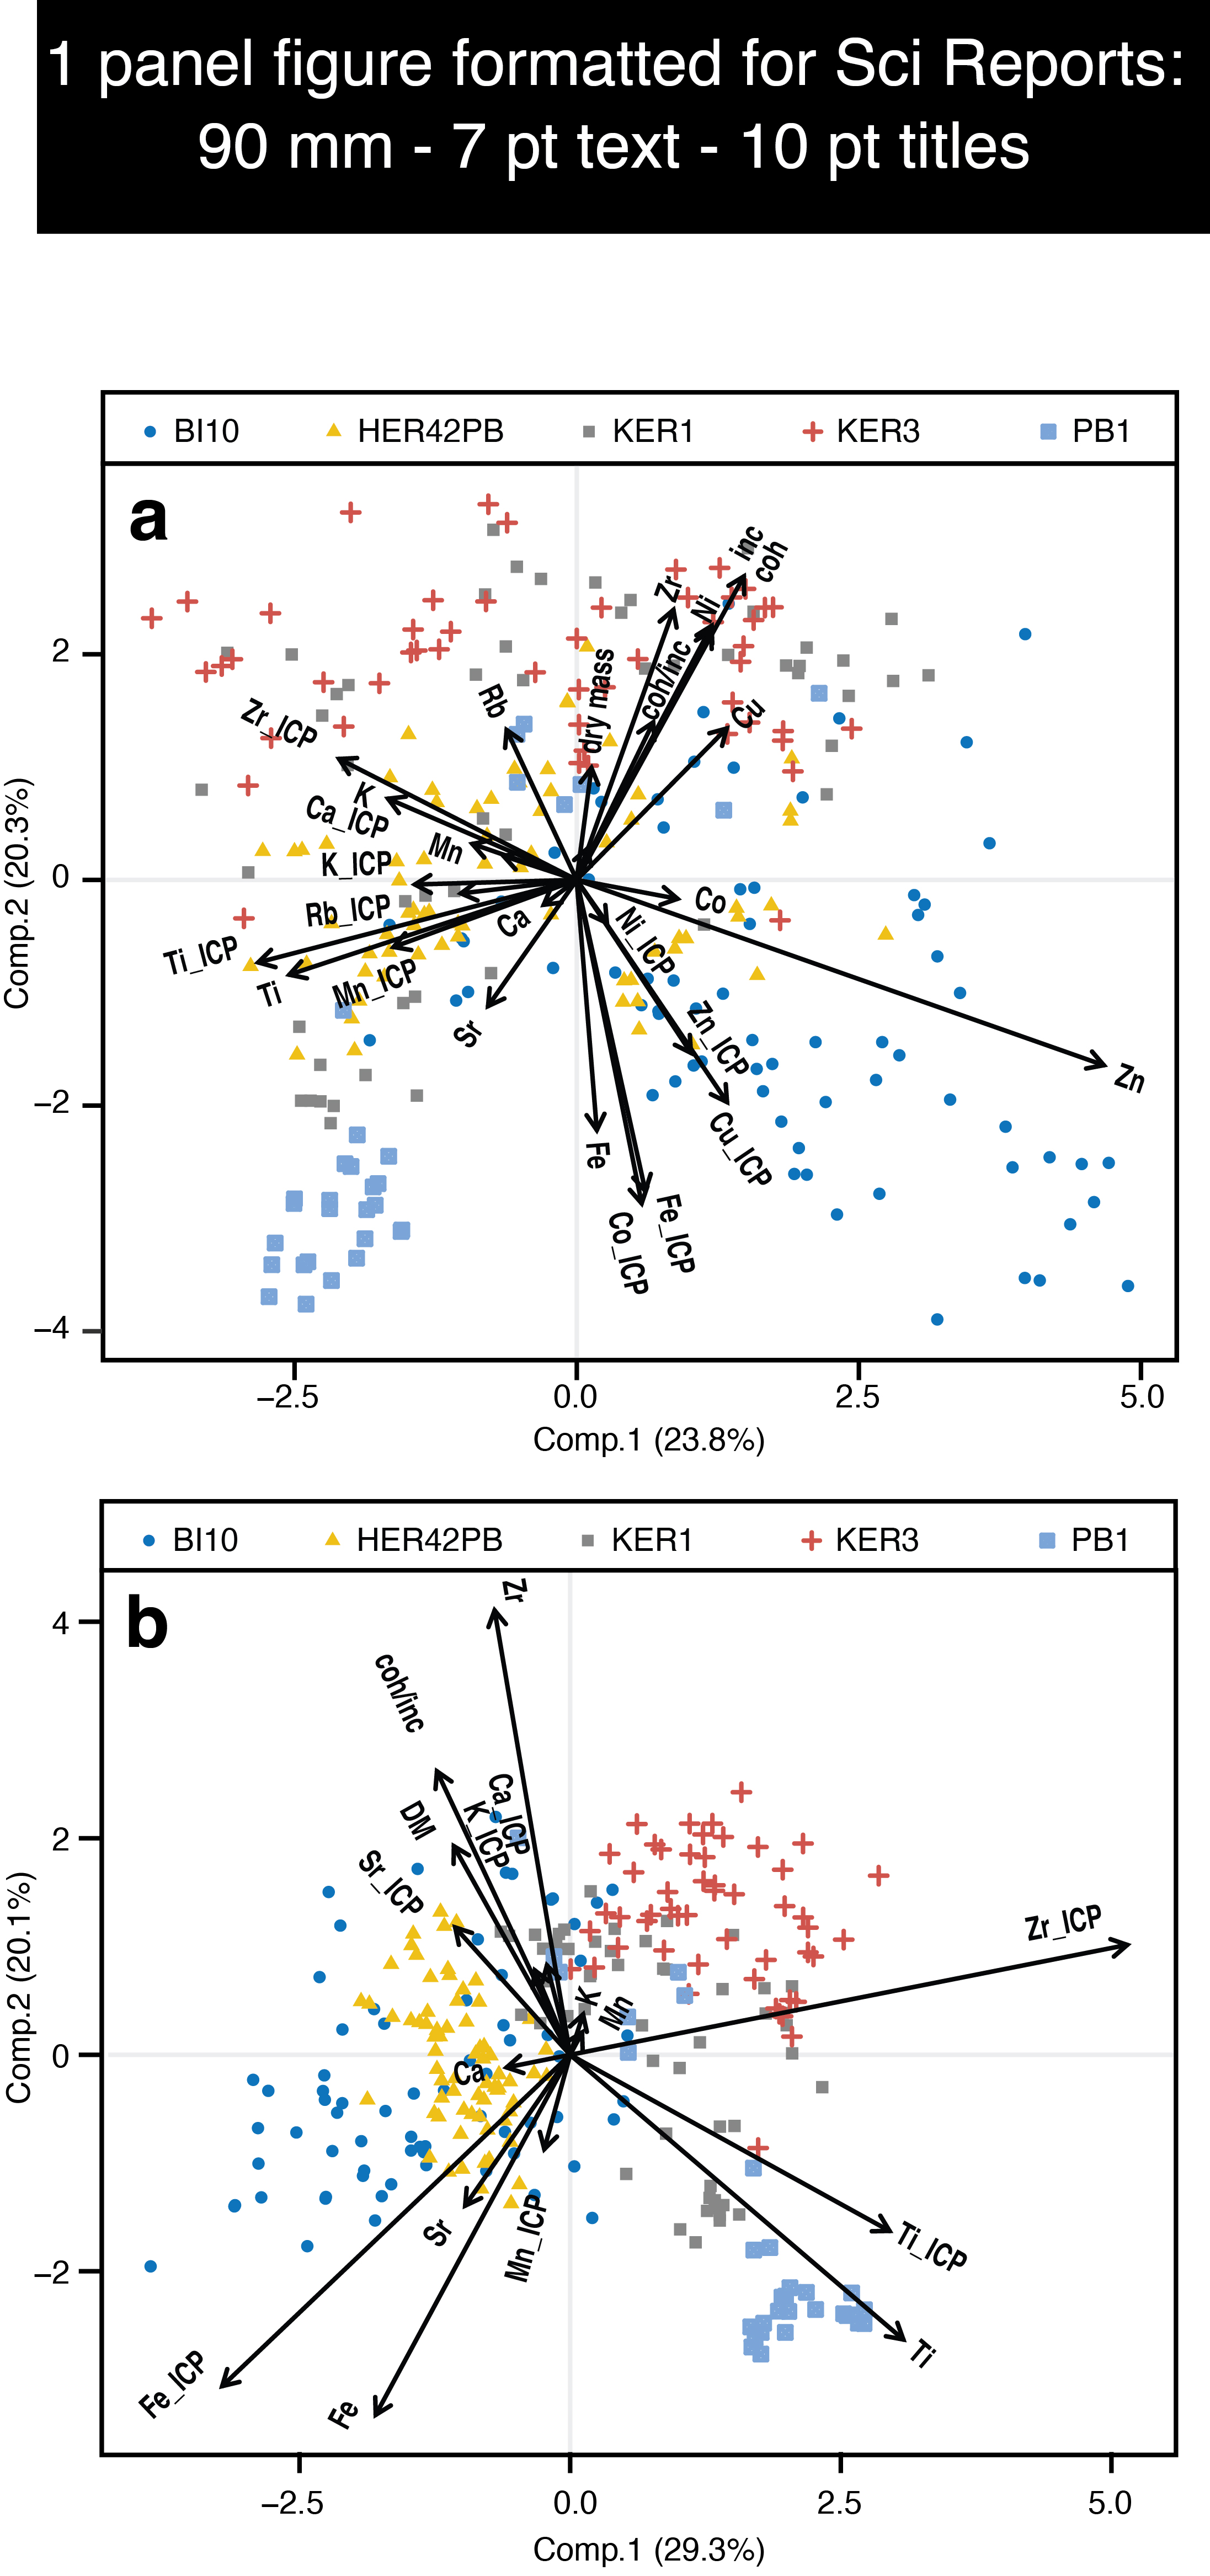 1 panel figure formatted for Sci Reports:
90 mm - 7 pt text - 10 pt titles
BI10 HER42PB KER1 KER3 PB1
a
inc
coh
Zr
Ni
coh/inc
dry mass
Rb
Cu
Zr_ICP
K
Ca_ICP
Mn
K_ICP
Rb_ICP
Ca
Co
Ni_ICP
Ti_ICP
Ti
Mn_ICP
Sr
Zn_ICP
Zn
Cu_ICP
Fe
Fe_ICP
Co_ICP
2
0
−2
−4
Comp.2 (20.3%)
−2.5 0.0 2.5 5.0
Comp.1 (23.8%)
BI10 HER42PB KER1 KER3 PB1
b
Zr
coh/inc
Ca_ICP
K_ICP
DM
Sr_ICP
Zr_ICP
K
Mn
Ca
Sr
Mn_ICP
Ti_ICP
Ti
Fe_ICP
Fe
4
2
0
−2
Comp.2 (20.1%)
−2.5 0.0 2.5 5.0
Comp.1 (29.3%)